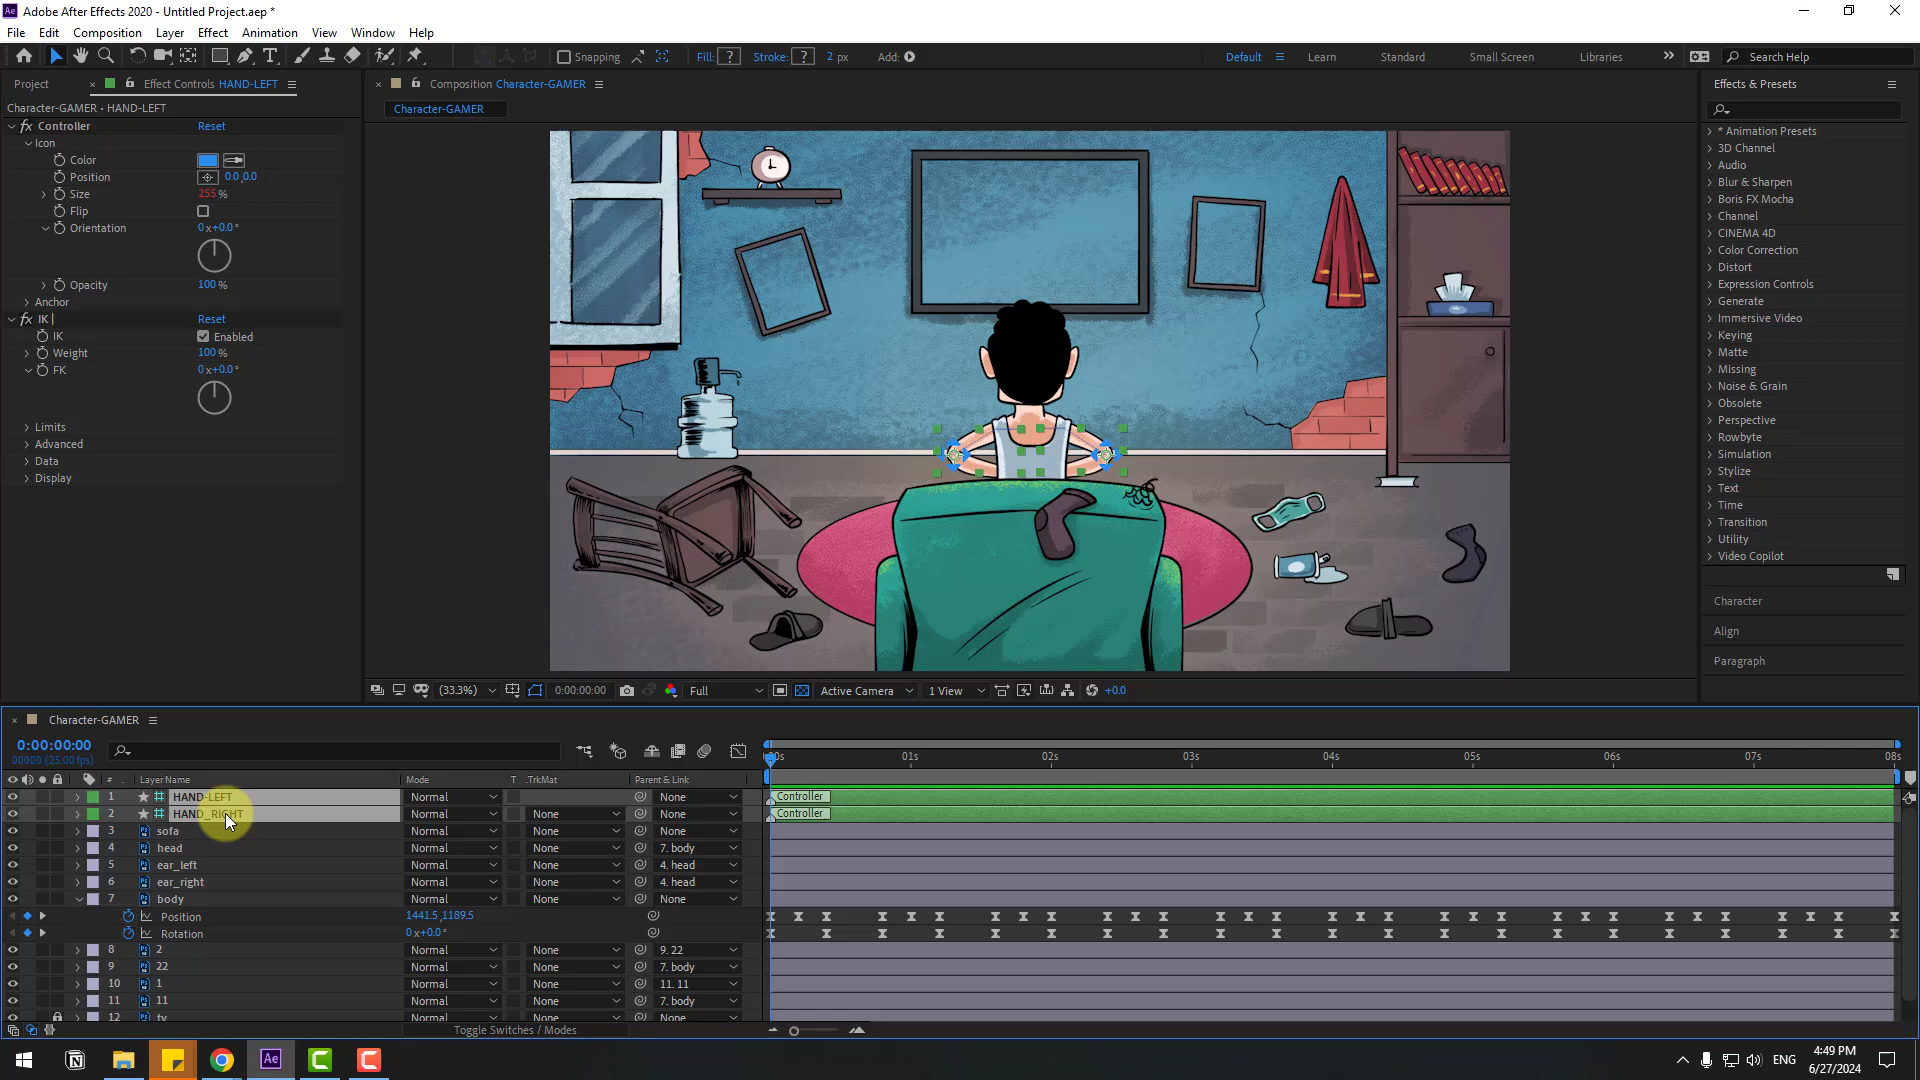 Ae Adobe After Effects 2020 - Untitled Project.aep *
File Edit Composition Layer Effect Animation View Window Help
Snapping Fill: ? Stroke: ? 2 px Add: Default Learn Standard Small Screen Libraries Search Help
Project Effect Controls HAND-LEFT Composition Character-GAMER Effects & Presets
Character-GAMER • HAND-LEFT
Character-GAMER
fx Controller Reset
Icon
Color
Position 0.0,0.0
Size 255 %
Flip
Orientation 0x+0.0°
Opacity 100 %
Anchor
fx IK | Reset
IK Enabled
Weight 100 %
FK 0x+0.0°
Limits
Advanced
Data
Display
* Animation Presets
3D Channel
Audio
Blur & Sharpen
Boris FX Mocha
Channel
CINEMA 4D
Color Correction
Distort
Expression Controls
Generate
Immersive Video
Keying
Matte
Missing
Noise & Grain
Obsolete
Perspective
Rowbyte
Simulation
Stylize
Text
Time
Transition
Utility
Video Copilot
Character
Align
Paragraph
(33.3%) 0:00:00:00 Full Active Camera 1 View +0.0
Character-GAMER
0:00:00:00
00000 (25.00 fps)
01s 02s 03s 04s 05s 06s 07s 08s
# Layer Name Mode T .TrkMat Parent & Link
1 HAND-LEFT Normal None Controller
2 HAND_RIGHT Normal None None Controller
3 sofa Normal None None
4 head Normal None 7. body
5 ear_left Normal None 4. head
6 ear_right Normal None 4. head
7 body Normal None None
Position 1441.5,1189.5
Rotation 0x+0.0°
8 2 Normal None 9. 22
9 22 Normal None 7. body
10 1 Normal None 11. 11
11 11 Normal None 7. body
12 tv Normal None None
Toggle Switches / Modes
Ae ENG 4:49 PM
6/27/2024